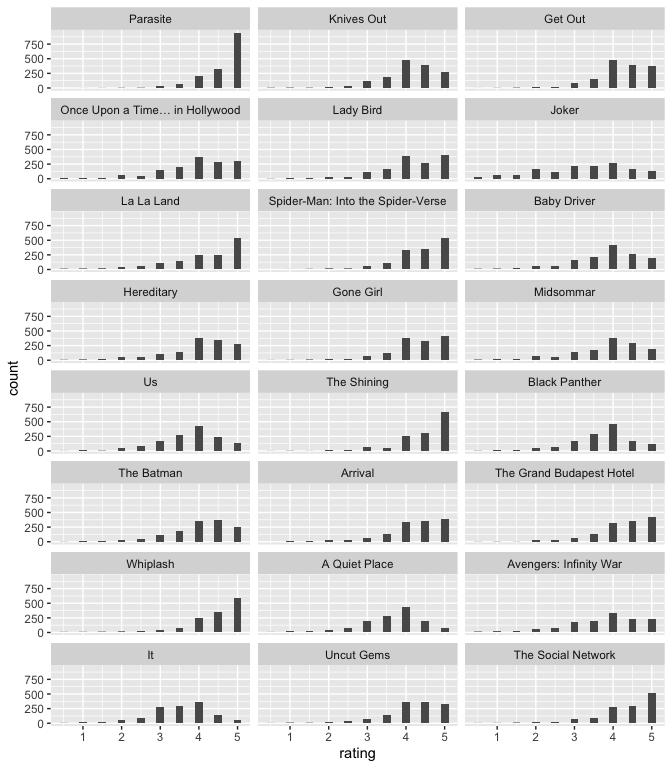 Parasite Knives Out Get Out
750
500
250
0
Once Upon a Time… in Hollywood Lady Bird Joker
750
500
250
0
La La Land Spider-Man: Into the Spider-Verse Baby Driver
750
500
250
0
Hereditary Gone Girl Midsommar
750
500
250
0
count
Us The Shining Black Panther
750
500
250
0
The Batman Arrival The Grand Budapest Hotel
750
500
250
0
Whiplash A Quiet Place Avengers: Infinity War
750
500
250
0
It Uncut Gems The Social Network
750
500
250
0
1 2 3 4 5 1 2 3 4 5 1 2 3 4 5
rating